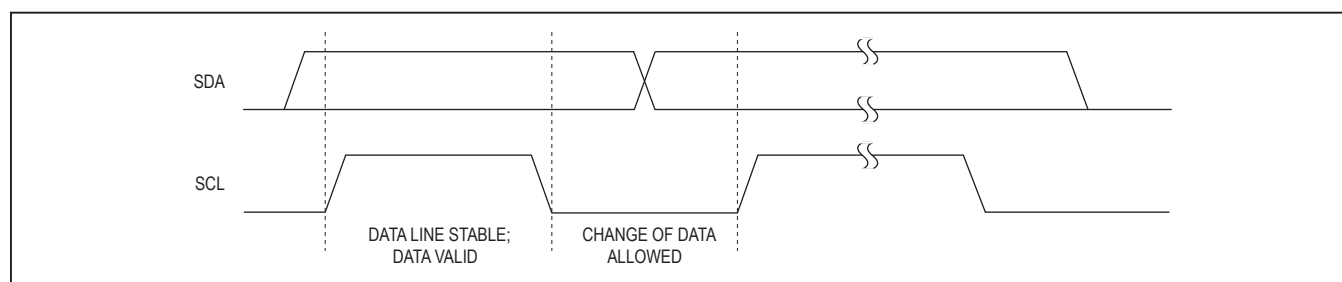 SDA
SCL
DATA LINE STABLE;
DATA VALID
CHANGE OF DATA
ALLOWED